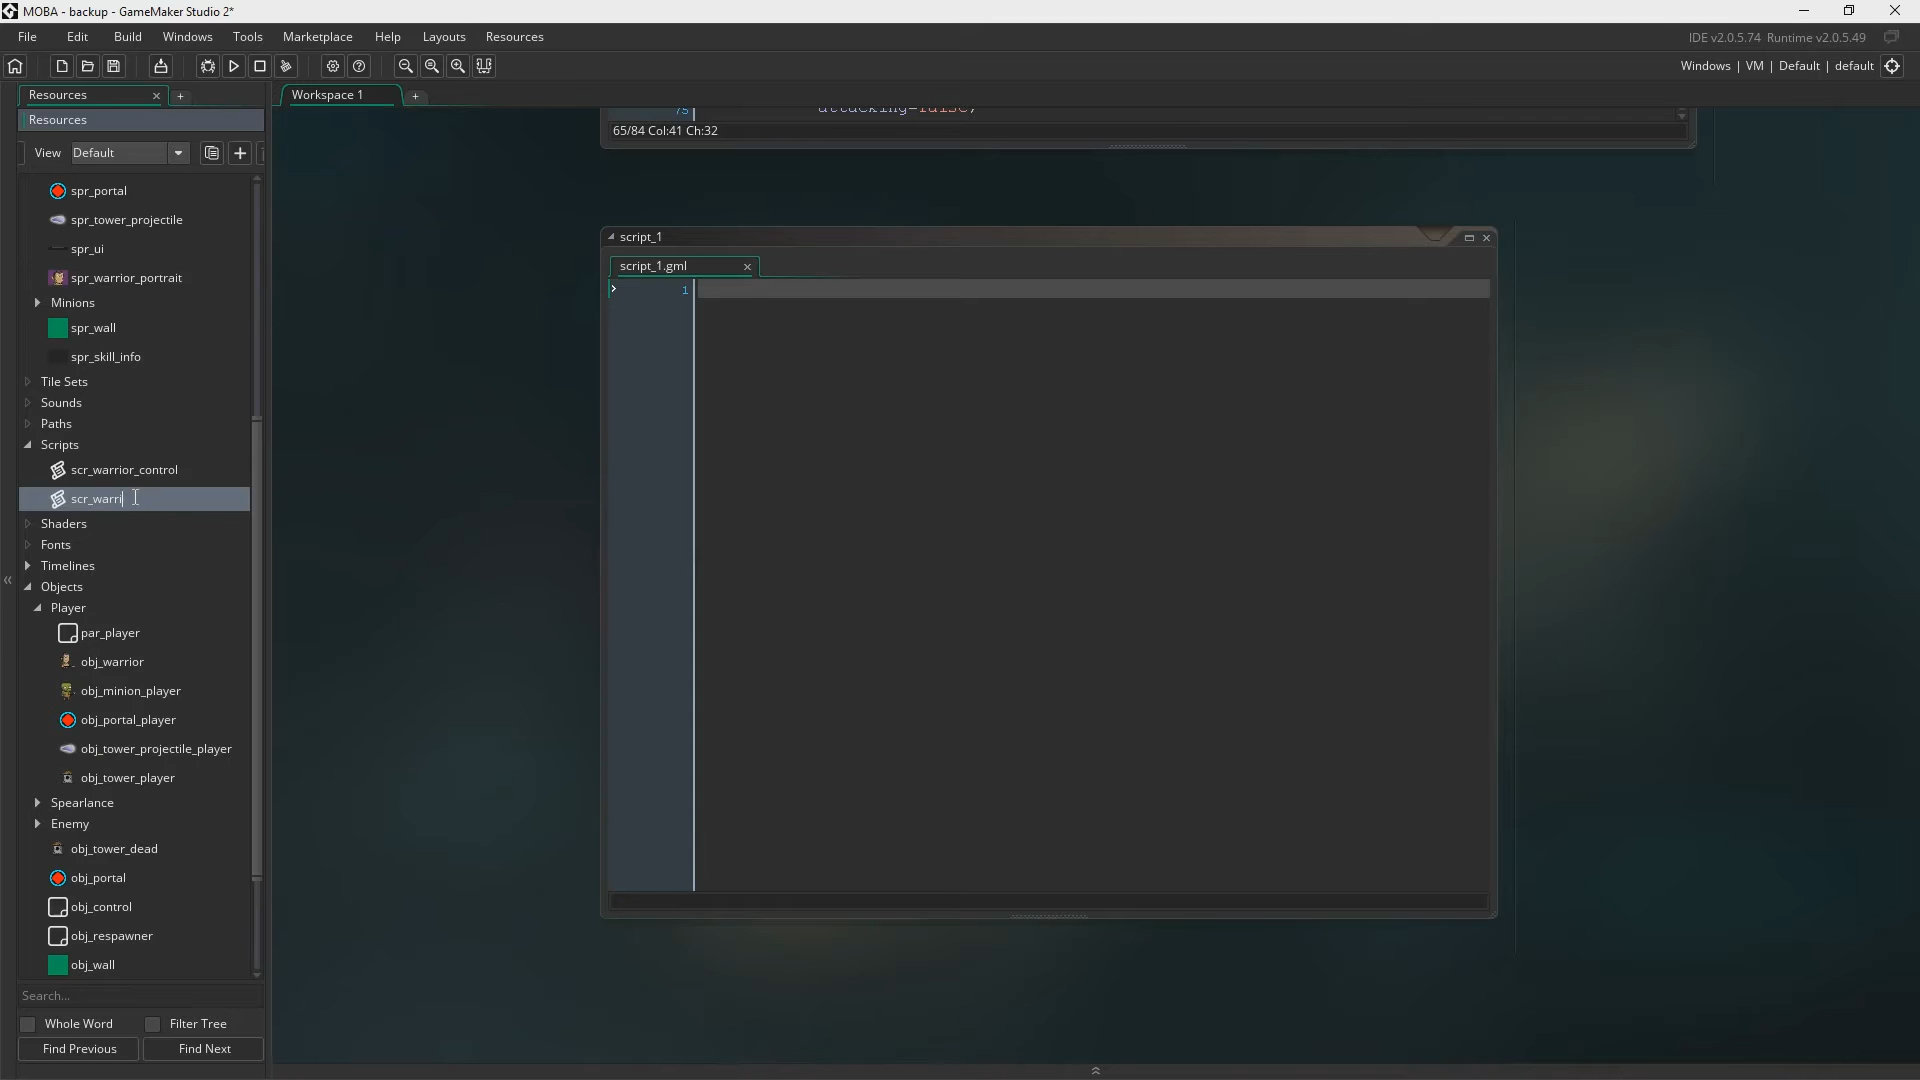 MOBA - backup - GameMaker Studio 2*
File Edit Build Windows Tools Marketplace Help Layouts Resources
IDE v2.0.5.74 Runtime v2.0.5.49
Windows | VM | Default | default
Resources
Workspace 1
Resources
75 attacking=false;
65/84 Col:41 Ch:32
View Default
spr_portal
spr_tower_projectile
spr_ui
spr_warrior_portrait
Minions
spr_wall
spr_skill_info
Tile Sets
Sounds
Paths
Scripts
scr_warrior_control
scr_warri
Shaders
Fonts
Timelines
Objects
Player
par_player
obj_warrior
obj_minion_player
obj_portal_player
obj_tower_projectile_player
obj_tower_player
Spearlance
Enemy
obj_tower_dead
obj_portal
obj_control
obj_respawner
obj_wall
Search...
Whole Word Filter Tree
Find Previous Find Next
script_1
script_1.gml
1